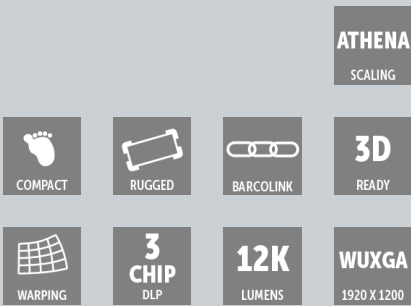 ATHENA
SCALING
COMPACT
RUGGED
BARCOLINK
3D
READY
WARPING
3
CHIP
DLP
12K
LUMENS
WUXGA
1920 X 1200